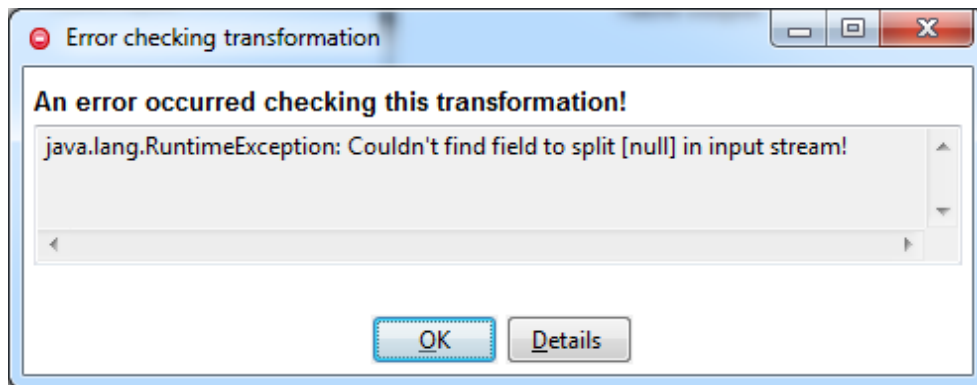 Error checking transformation
An error occurred checking this transformation!
java.lang.RuntimeException: Couldn't find field to split [null] in input stream!
OK
Details